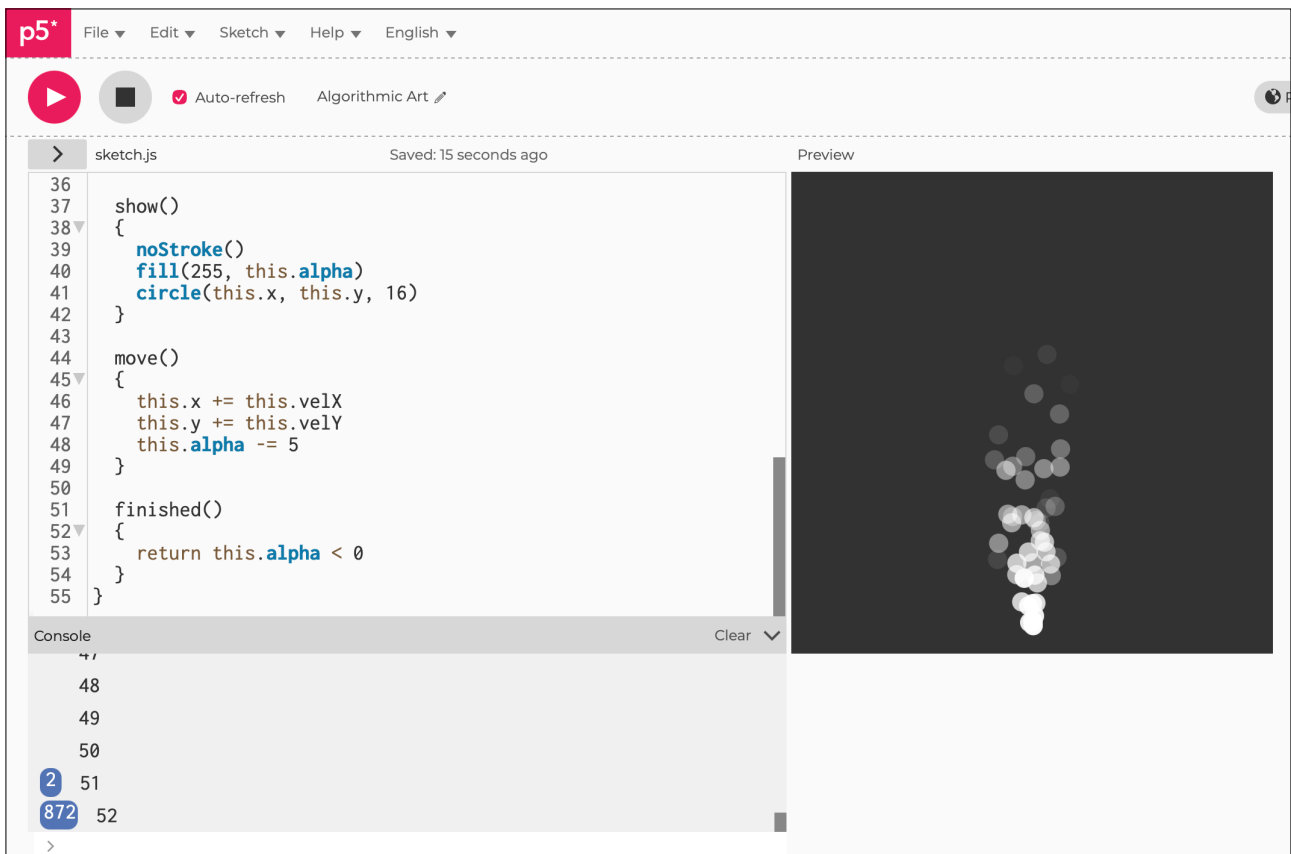 p5*
File Edit Sketch Help English
Auto-refresh Algorithmic Art
sketch.js Saved: 15 seconds ago Preview
36
37 show()
38 {
39 noStroke()
40 fill(255, this.alpha)
41 circle(this.x, this.y, 16)
42 }
43
44 move()
45 {
46 this.x += this.velX
47 this.y += this.velY
48 this.alpha -= 5
49 }
50
51 finished()
52 {
53 return this.alpha < 0
54 }
55 }
Console Clear
47
48
49
50
2 51
872 52
>